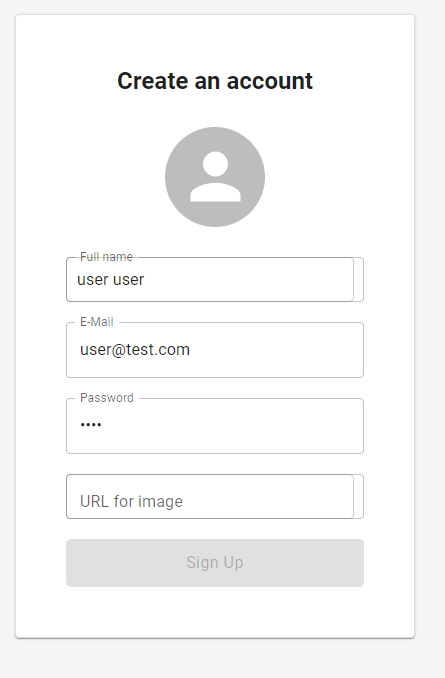 Create an account
Full name
user user
E-Mail
user@test.com
Password
••••
URL for image
Sign Up